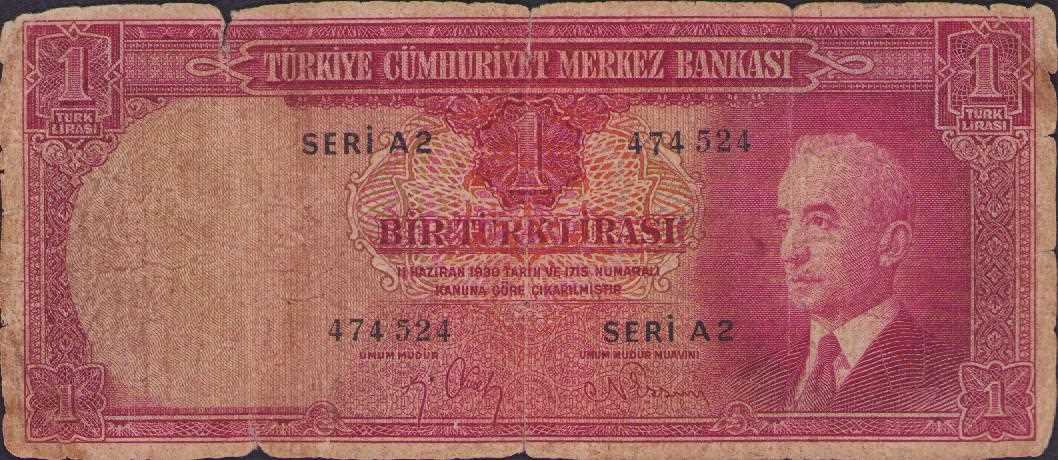 TÜRKİYE CÜMHURİYET MERKEZ BANKASI
1 TÜRK LİRASI
1
1 TÜRK LİRASI
SERİ A2
474 524
BİR TÜRK LİRASI
11 HAZİRAN 1930 TARİH VE 1715 NUMARALI
KANUNA GÖRE ÇIKARILMIŞTIR
474 524
SERİ A2
UMUM MÜDÜR
UMUM MÜDÜR MUAVİNİ
1
1